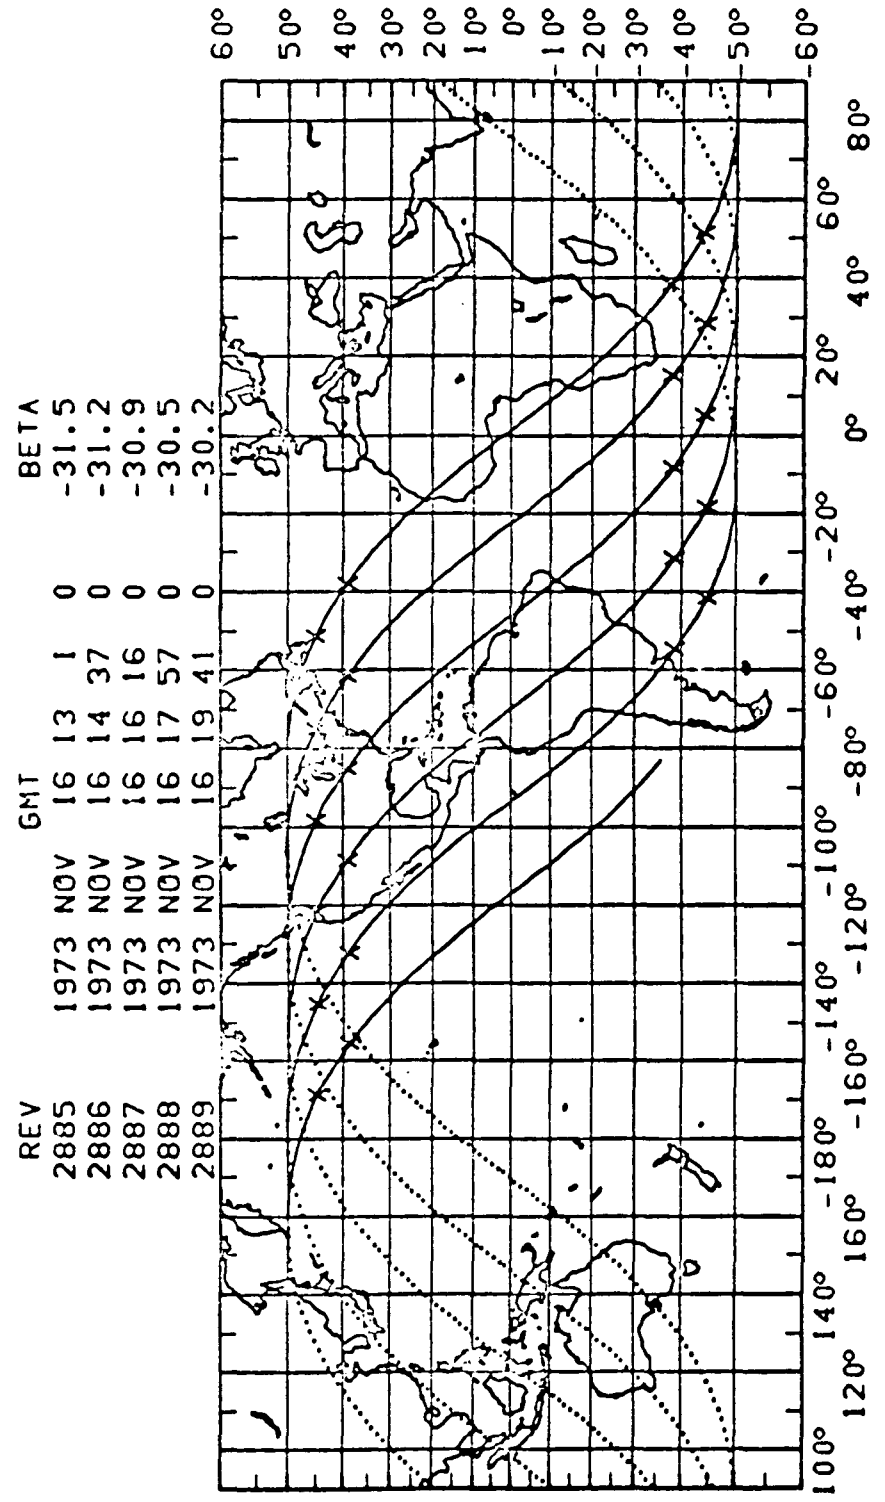 REV GMT BETA
2885 1973 NOV 16 13 1 0 -31.5
2886 1973 NOV 16 14 37 0 -31.2
2887 1973 NOV 16 16 16 0 -30.9
2888 1973 NOV 16 17 57 0 -30.5
2889 1973 NOV 16 19 41 0 -30.2
60°
50°
40°
30°
20°
10°
0°
-10°
-20°
-30°
-40°
-50°
-60°
100° 120° 140° 160° -180° -160° -140° -120° -100° -80° -60° -40° -20° 0° 20° 40° 60° 80°